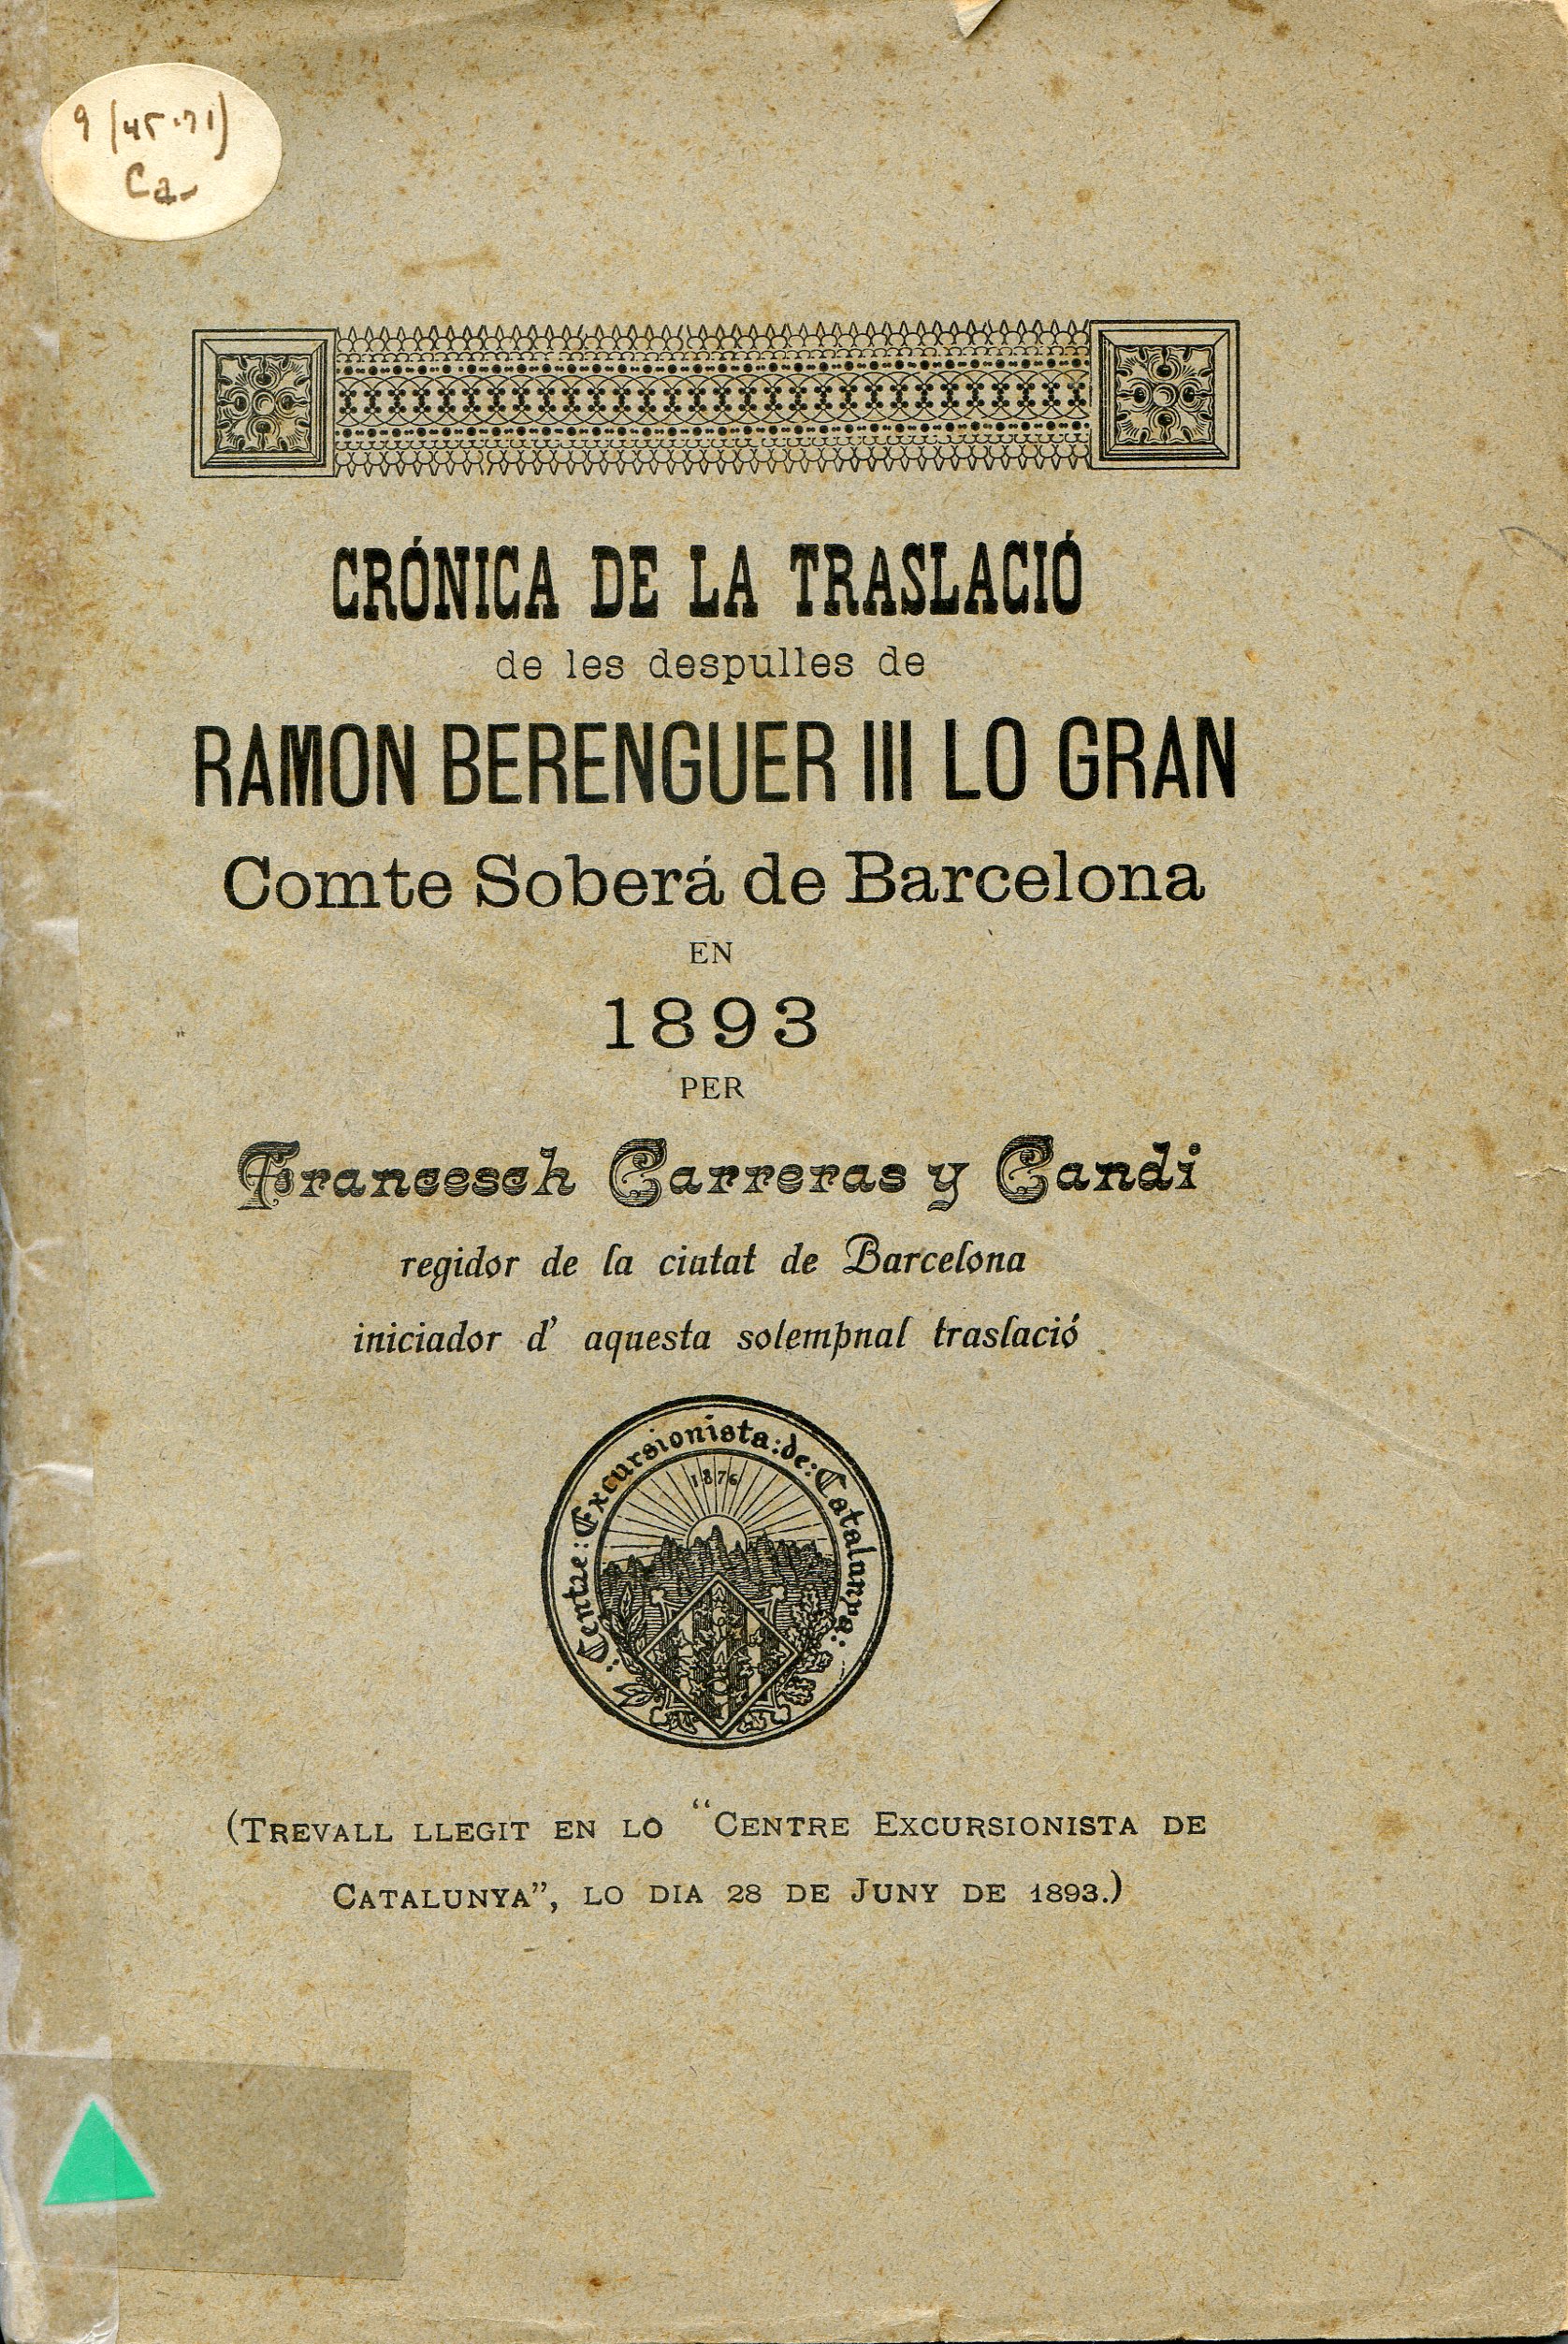 9 (45.71)
Ca-
CRÓNICA DE LA TRASLACIÓ
de les despulles de
RAMON BERENGUER III LO GRAN
Comte Soberá de Barcelona
EN
1893
PER
Francesch Carreras y Candi
regidor de la ciutat de Barcelona
iniciador d' aquesta solempnal traslació
:Centre:Excursionista:de:Catalunya:
1876
(TREVALL LLEGIT EN LO "CENTRE EXCURSIONISTA DE
CATALUNYA", LO DIA 28 DE JUNY DE 1893.)